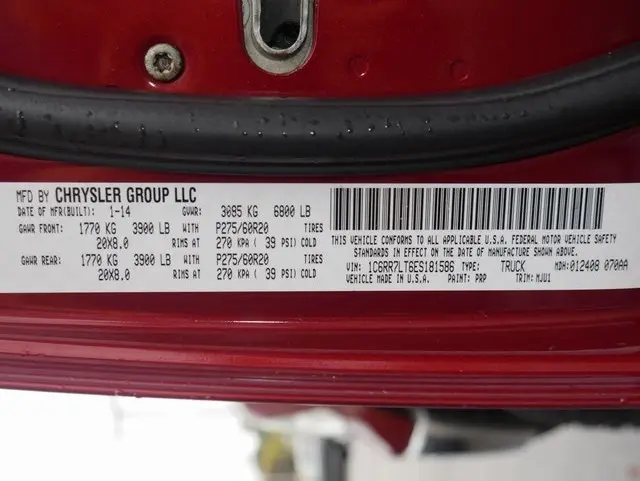 MFD BY CHRYSLER GROUP LLC
DATE OF MFR(BUILT): 1-14 GVWR: 3085 KG 6800 LB
GAWR FRONT: 1770 KG 3900 LB WITH P275/60R20 TIRES
20X8.0 RIMS AT 270 KPA ( 39 PSI) COLD
GAWR REAR: 1770 KG 3900 LB WITH P275/60R20 TIRES
20X8.0 RIMS AT 270 KPA ( 39 PSI) COLD
THIS VEHICLE CONFORMS TO ALL APPLICABLE U.S.A. FEDERAL MOTOR VEHICLE SAFETY
STANDARDS IN EFFECT ON THE DATE OF MANUFACTURE SHOWN ABOVE.
VIN: 1C6RR7LT6ES181586 TYPE: TRUCK MDH: 012408 070AA
VEHICLE MADE IN U.S.A. PAINT: PRP TRIM: MJU1